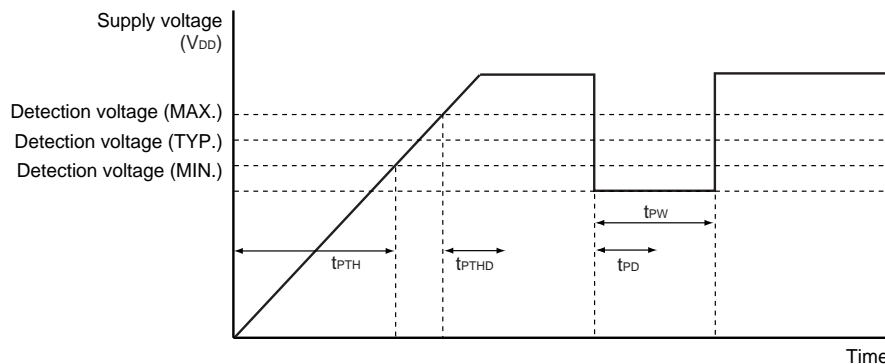 Supply voltage
(VDD)
Detection voltage (MAX.)
Detection voltage (TYP.)
Detection voltage (MIN.)
tPW
tPTH
tPTHD
tPD
Time